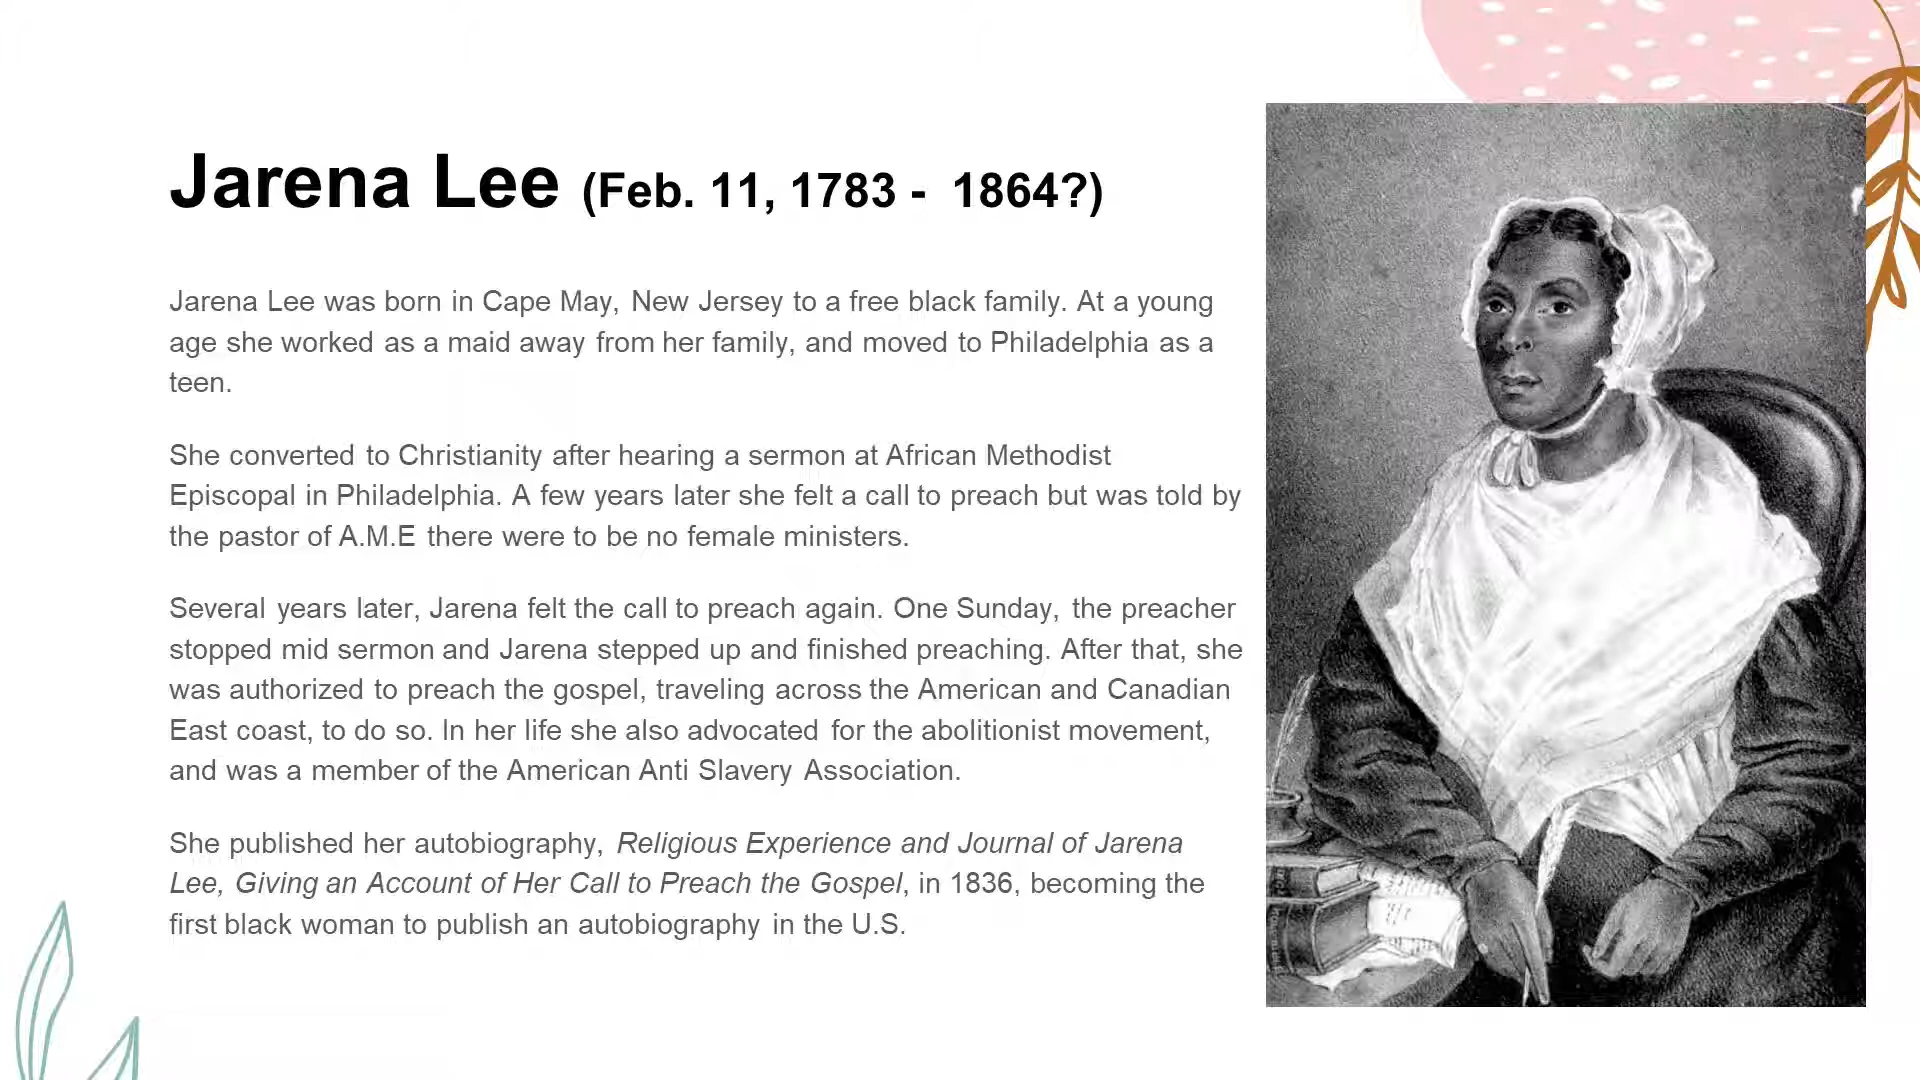 Jarena Lee (Feb. 11, 1783 - 1864?)
Jarena Lee was born in Cape May, New Jersey to a free black family. At a young
age she worked as a maid away from her family, and moved to Philadelphia as a
teen.
She converted to Christianity after hearing a sermon at African Methodist
Episcopal in Philadelphia. A few years later she felt a call to preach but was told by
the pastor of A.M.E there were to be no female ministers.
Several years later, Jarena felt the call to preach again. One Sunday, the preacher
stopped mid sermon and Jarena stepped up and finished preaching. After that, she
was authorized to preach the gospel, traveling across the American and Canadian
East coast, to do so. In her life she also advocated for the abolitionist movement,
and was a member of the American Anti Slavery Association.
She published her autobiography, Religious Experience and Journal of Jarena
Lee, Giving an Account of Her Call to Preach the Gospel, in 1836, becoming the
first black woman to publish an autobiography in the U.S.